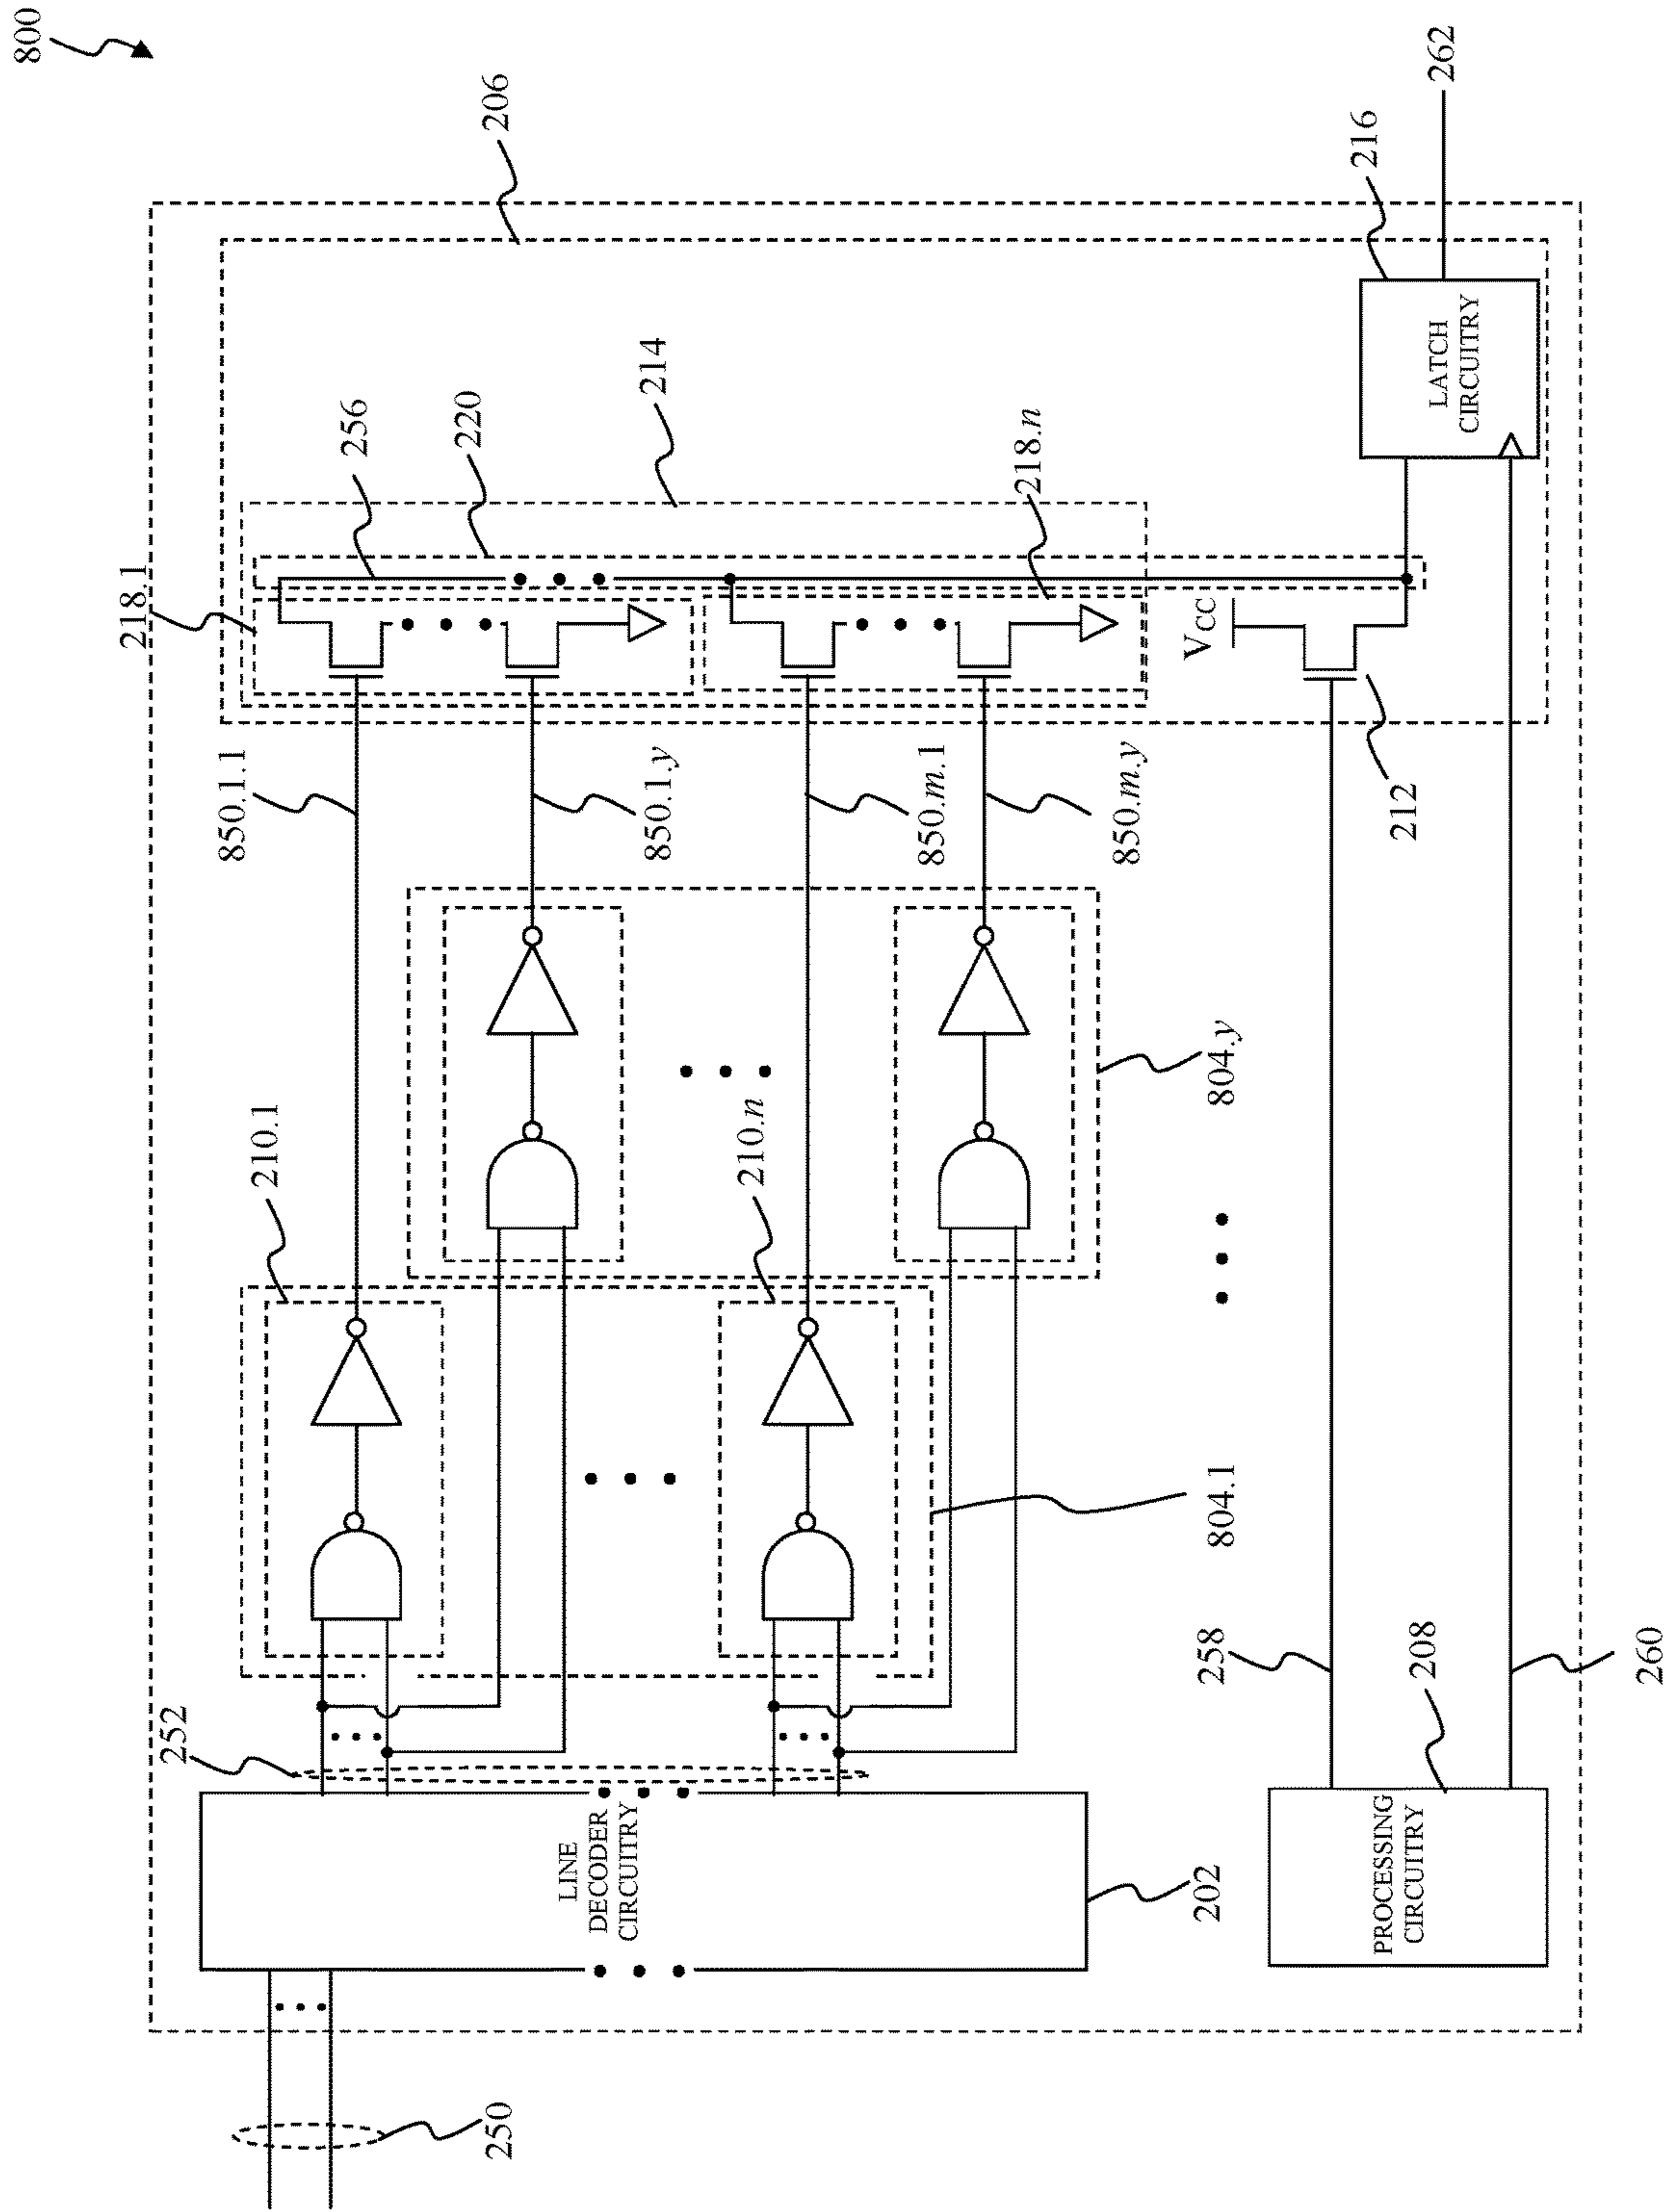 800
206
262
216
LATCH
CIRCUITRY
214
220
256
218.n
218.1
VCC
850.1.1
850.1.y
850.m.1
850.m.y
212
210.1
210.n
804.y
804.1
252
258
208
260
LINE
DECODER
CIRCUITRY
202
PROCESSING
CIRCUITRY
250